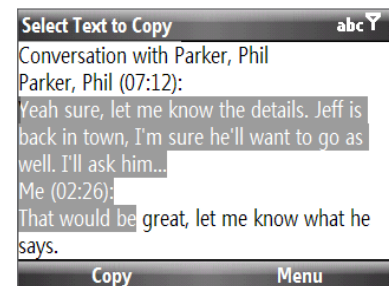 Select Text to Copy abc
Conversation with Parker, Phil
Parker, Phil (07:12):
Yeah sure, let me know the details. Jeff is
back in town, I'm sure he'll want to go as
well. I'll ask him...
Me (02:26):
That would be great, let me know what he
says.
Copy Menu